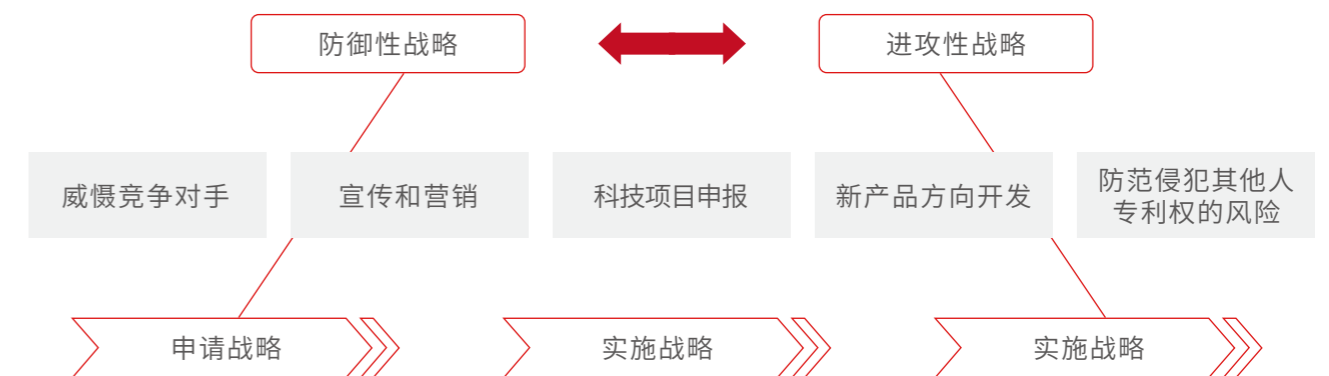 防御性战略
进攻性战略
威慑竞争对手
宣传和营销
科技项目申报
新产品方向开发
防范侵犯其他人
专利权的风险
申请战略
实施战略
实施战略